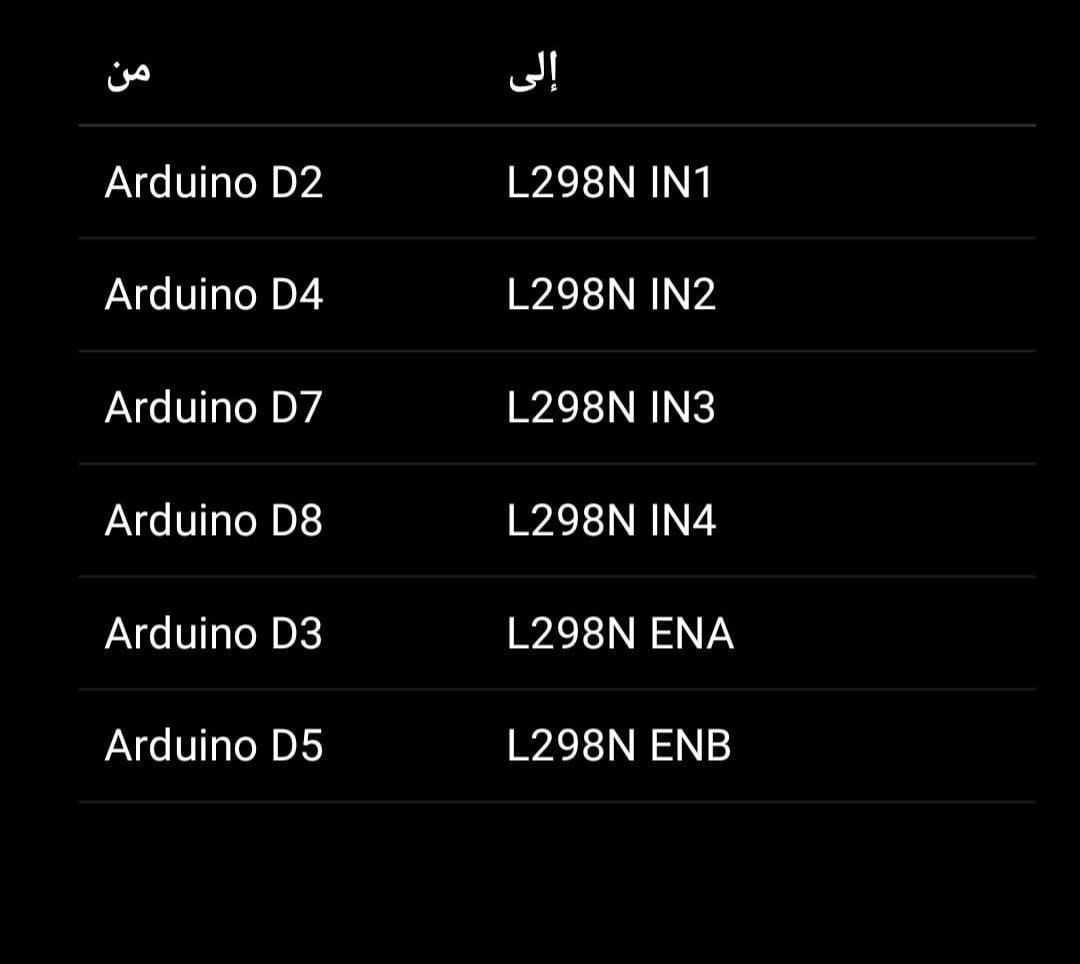 من إلى
Arduino D2 L298N IN1
Arduino D4 L298N IN2
Arduino D7 L298N IN3
Arduino D8 L298N IN4
Arduino D3 L298N ENA
Arduino D5 L298N ENB